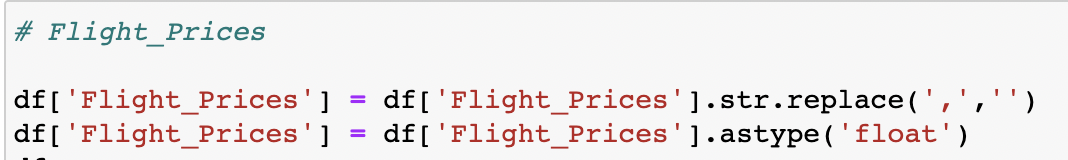 # Flight_Prices
df['Flight_Prices'] = df['Flight_Prices'].str.replace(',','')
df['Flight_Prices'] = df['Flight_Prices'].astype('float')